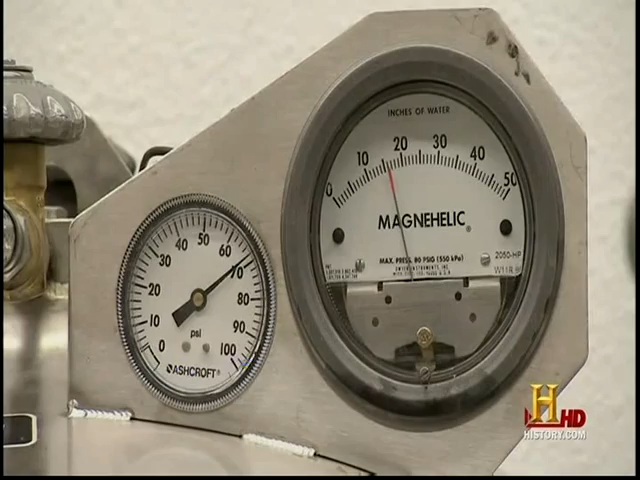 INCHES OF WATER
0 10 20 30 40 50
MAGNEHELIC®
MAX. PRESS. 80 PSIG (550 kPa)
2050-HP
W11R
0 10 20 30 40 50 60 70 80 90 100
psi
ASHCROFT®
H HD
HISTORY.COM